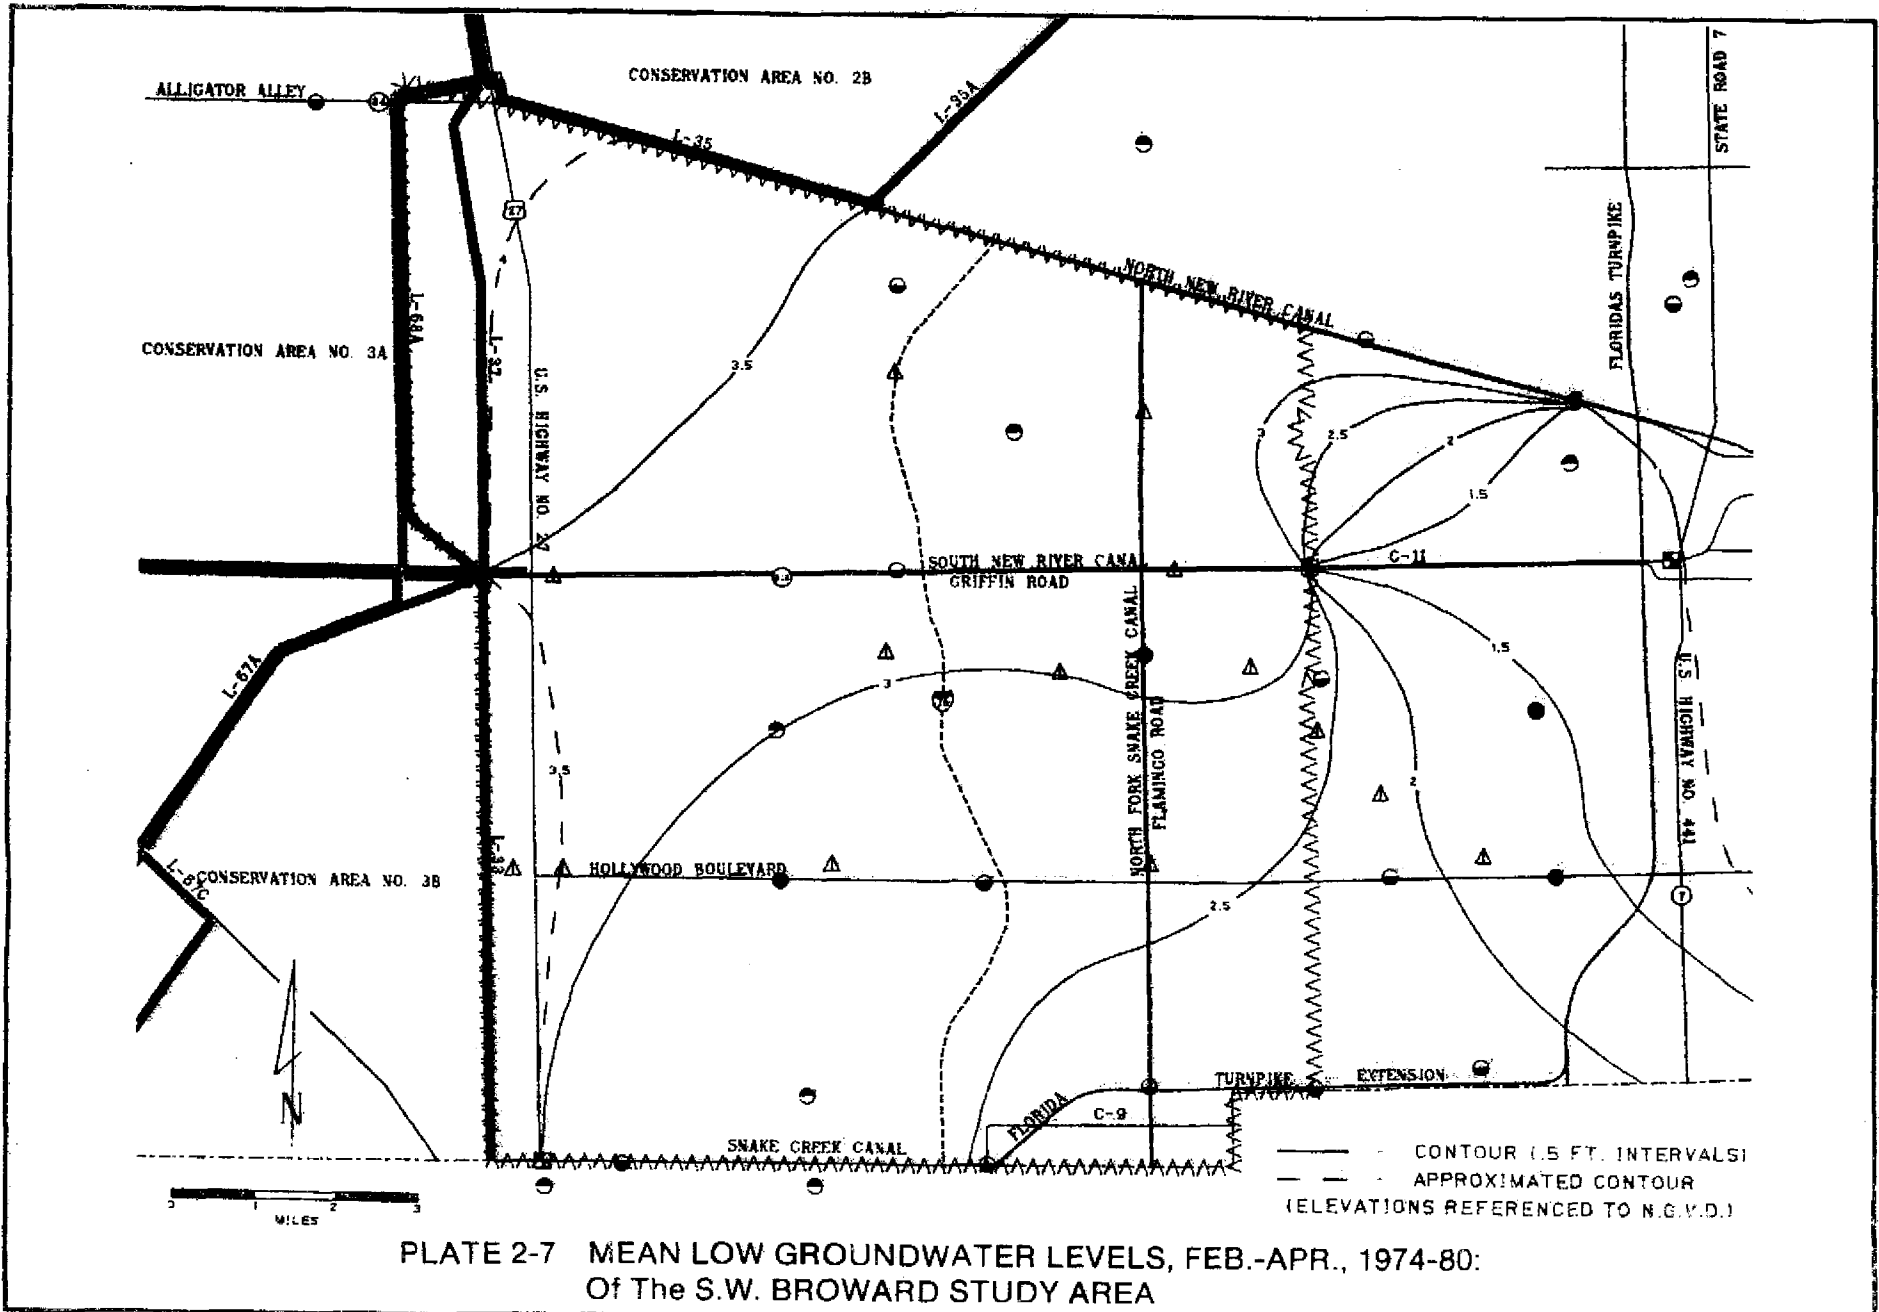 CONSERVATION AREA NO. 2B
ALLIGATOR ALLEY
L-35A
STATE ROAD 7
L-35
27
4
FLORIDAS TURNPIKE
NORTH NEW RIVER CANAL
L-68A
CONSERVATION AREA NO. 3A
L-37
3.5
U.S. HIGHWAY NO. 27
3
2.5
2
1.5
SOUTH NEW RIVER CANAL
GRIFFIN ROAD
C-11
NORTH FORK SNAKE CREEK CANAL
FLAMINGO ROAD
L-67A
3
75
1.5
U.S. HIGHWAY NO. 441
3.5
2
L-33
HOLLYWOOD BOULEVARD
L-67C
CONSERVATION AREA NO. 3B
7
2.5
N
TURNPIKE EXTENSION
FLORIDA
C-9
SNAKE CREEK CANAL
CONTOUR (.5 FT. INTERVALS)
APPROXIMATED CONTOUR
(ELEVATIONS REFERENCED TO N.G.V.D.)
0 1 2 3
MILES
PLATE 2-7 MEAN LOW GROUNDWATER LEVELS, FEB.-APR., 1974-80:
Of The S.W. BROWARD STUDY AREA